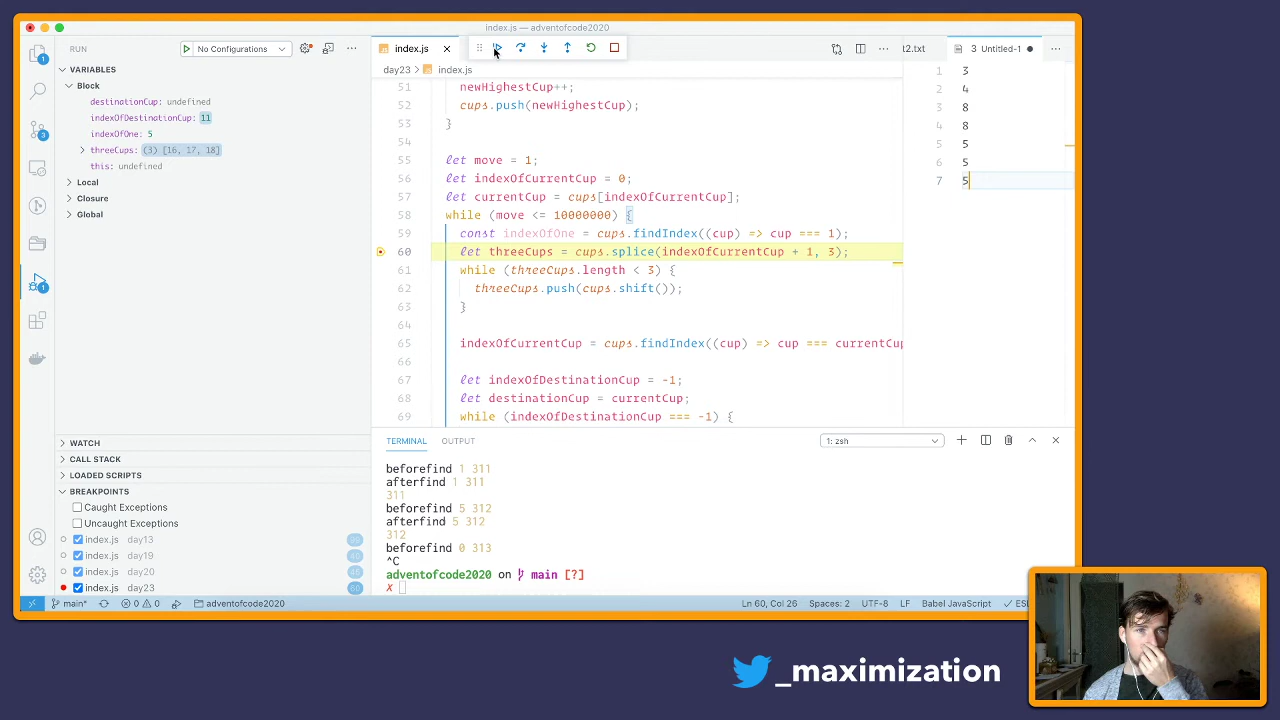 index.js — adventofcode2020
RUN
No Configurations
index.js
t2.txt
3 Untitled-1
VARIABLES
day23 > index.js
Block
destinationCup: undefined
indexOfDestinationCup: 11
indexOfOne: 5
threeCups: (3) [16, 17, 18]
this: undefined
Local
Closure
Global
51 newHighestCup++;
52 cups.push(newHighestCup);
53 }
54
55 let move = 1;
56 let indexOfCurrentCup = 0;
57 let currentCup = cups[indexOfCurrentCup];
58 while (move <= 10000000) {
59 const indexOfOne = cups.findIndex((cup) => cup === 1);
60 let threeCups = cups.splice(indexOfCurrentCup + 1, 3);
61 while (threeCups.length < 3) {
62 threeCups.push(cups.shift());
63 }
64
65 indexOfCurrentCup = cups.findIndex((cup) => cup === currentCup
66
67 let indexOfDestinationCup = -1;
68 let destinationCup = currentCup;
69 while (indexOfDestinationCup === -1) {
1 3
2 4
3 8
4 8
5 5
6 5
7 5
WATCH
CALL STACK
LOADED SCRIPTS
BREAKPOINTS
Caught Exceptions
Uncaught Exceptions
index.js day13
index.js day19
index.js day20 45
index.js day23 60
TERMINAL OUTPUT
1: zsh
beforefind 1 311
afterfind 1 311
311
beforefind 5 312
afterfind 5 312
312
beforefind 0 313
^C
adventofcode2020 on main [?]
x
main*
0 0
adventofcode2020
Ln 60, Col 26 Spaces: 2 UTF-8 LF Babel JavaScript
_maximization